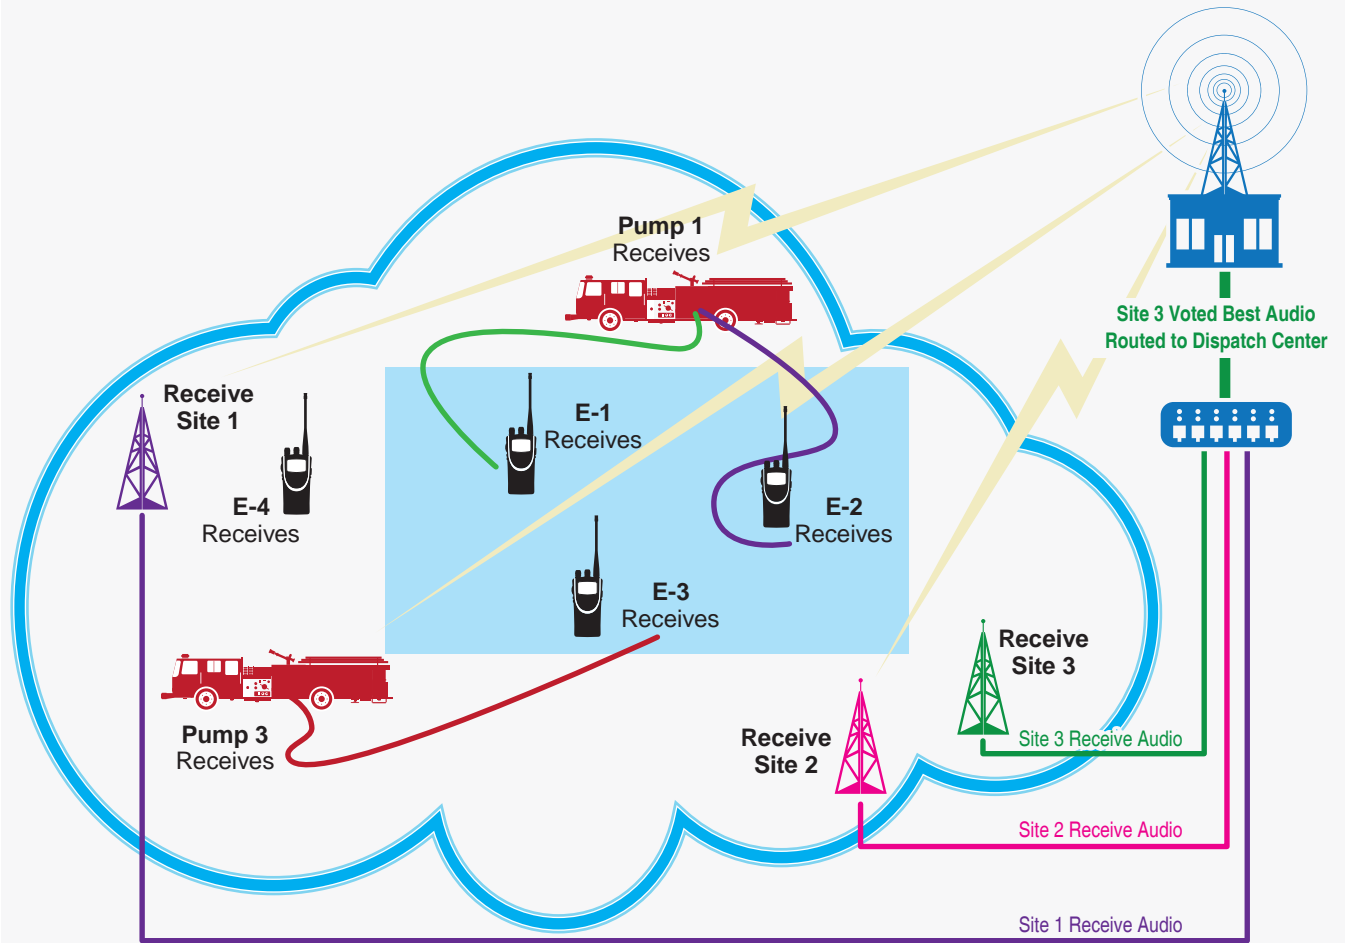 Pump 1
Receives
Site 3 Voted Best Audio
Routed to Dispatch Center
Receive
Site 1
E-1
Receives
E-4
Receives
E-2
Receives
E-3
Receives
Receive
Site 3
Pump 3
Receives
Receive
Site 2
Site 3 Receive Audio
Site 2 Receive Audio
Site 1 Receive Audio